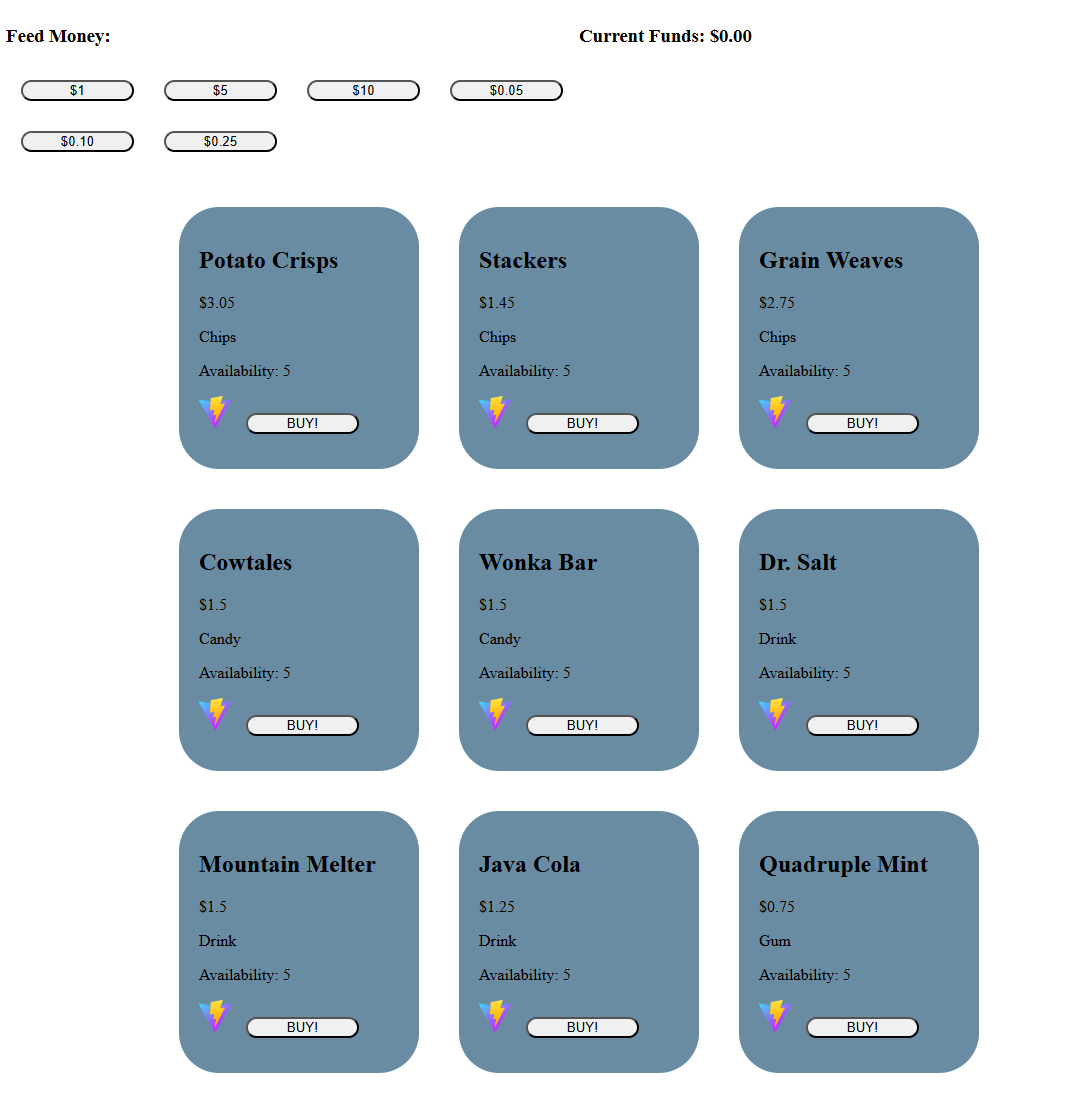 Feed Money:
Current Funds: $0.00
$1 $5 $10 $0.05
$0.10 $0.25
Potato Crisps
$3.05
Chips
Availability: 5
BUY!
Stackers
$1.45
Chips
Availability: 5
BUY!
Grain Weaves
$2.75
Chips
Availability: 5
BUY!
Cowtales
$1.5
Candy
Availability: 5
BUY!
Wonka Bar
$1.5
Candy
Availability: 5
BUY!
Dr. Salt
$1.5
Drink
Availability: 5
BUY!
Mountain Melter
$1.5
Drink
Availability: 5
BUY!
Java Cola
$1.25
Drink
Availability: 5
BUY!
Quadruple Mint
$0.75
Gum
Availability: 5
BUY!